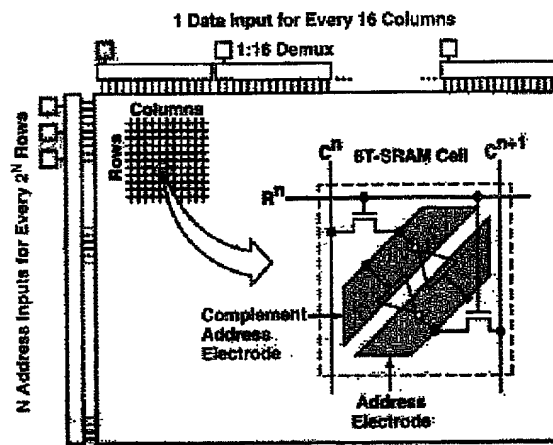 1 Data Input for Every 16 Columns
1:16 Demux
N Address Inputs for Every 2^N Rows
Columns
Rows
C^n
6T-SRAM Cell
C^n+1
R^n
Complement
Address
Electrode
Address
Electrode